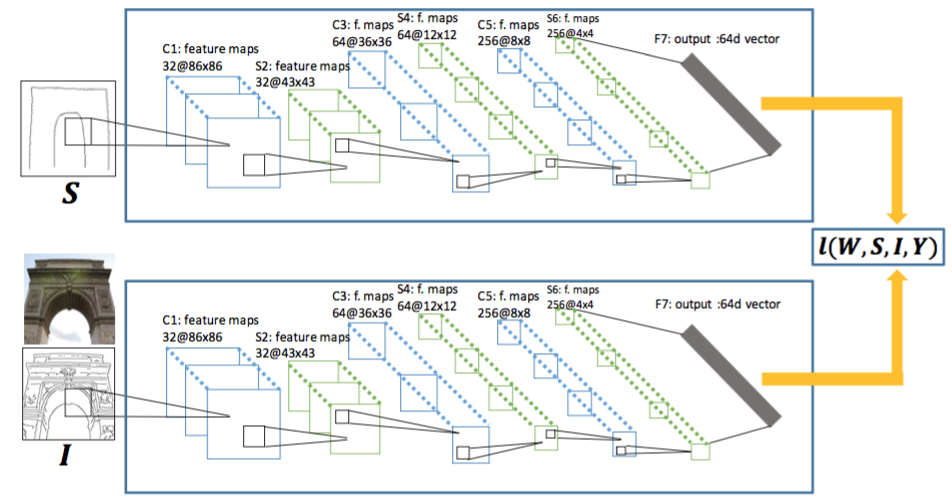 C1: feature maps
32@86x86
S2: feature maps
32@43x43
C3: f. maps
64@36x36
S4: f. maps
64@12x12
C5: f. maps
256@8x8
S6: f. maps
256@4x4
F7: output :64d vector
S
l(W, S, I, Y)
C1: feature maps
32@86x86
S2: feature maps
32@43x43
C3: f. maps
64@36x36
S4: f. maps
64@12x12
C5: f. maps
256@8x8
S6: f. maps
256@4x4
F7: output :64d vector
I